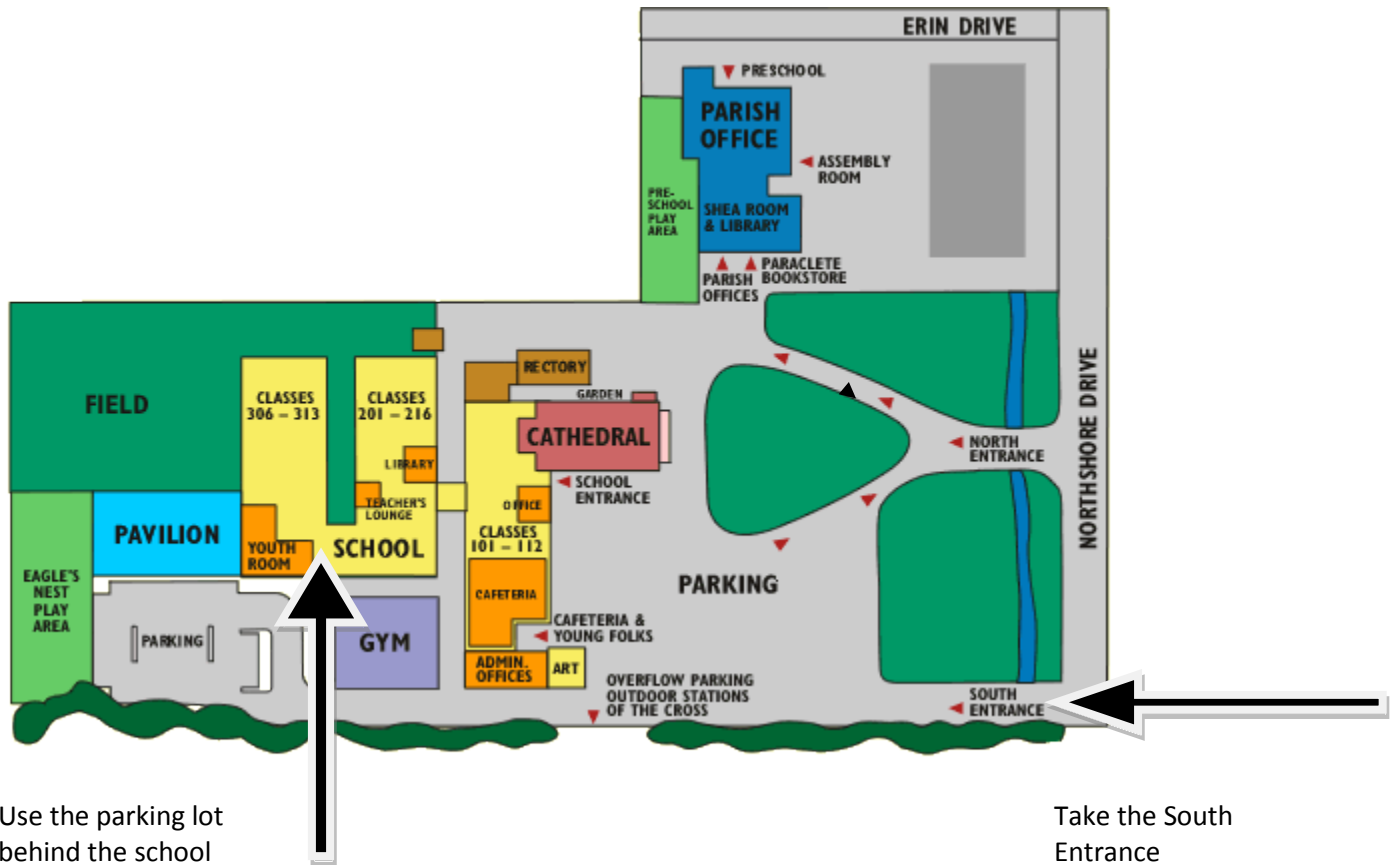 ERIN DRIVE
PRESCHOOL
PARISH
OFFICE
ASSEMBLY
ROOM
PRE-
SCHOOL
PLAY
AREA
SHEA ROOM
& LIBRARY
PARISH
OFFICES
PARACLETE
BOOKSTORE
NORTHSHORE DRIVE
FIELD
CLASSES
306 – 313
CLASSES
201 – 216
RECTORY
GARDEN
CATHEDRAL
LIBRARY
TEACHER'S
LOUNGE
SCHOOL
ENTRANCE
OFFICE
NORTH
ENTRANCE
PAVILION
YOUTH
ROOM
SCHOOL
CLASSES
101 – 112
EAGLE'S
NEST
PLAY
AREA
PARKING
GYM
CAFETERIA
PARKING
CAFETERIA &
YOUNG FOLKS
ADMIN.
OFFICES
ART
OVERFLOW PARKING
OUTDOOR STATIONS
OF THE CROSS
SOUTH
ENTRANCE
Use the parking lot
behind the school
Take the South
Entrance